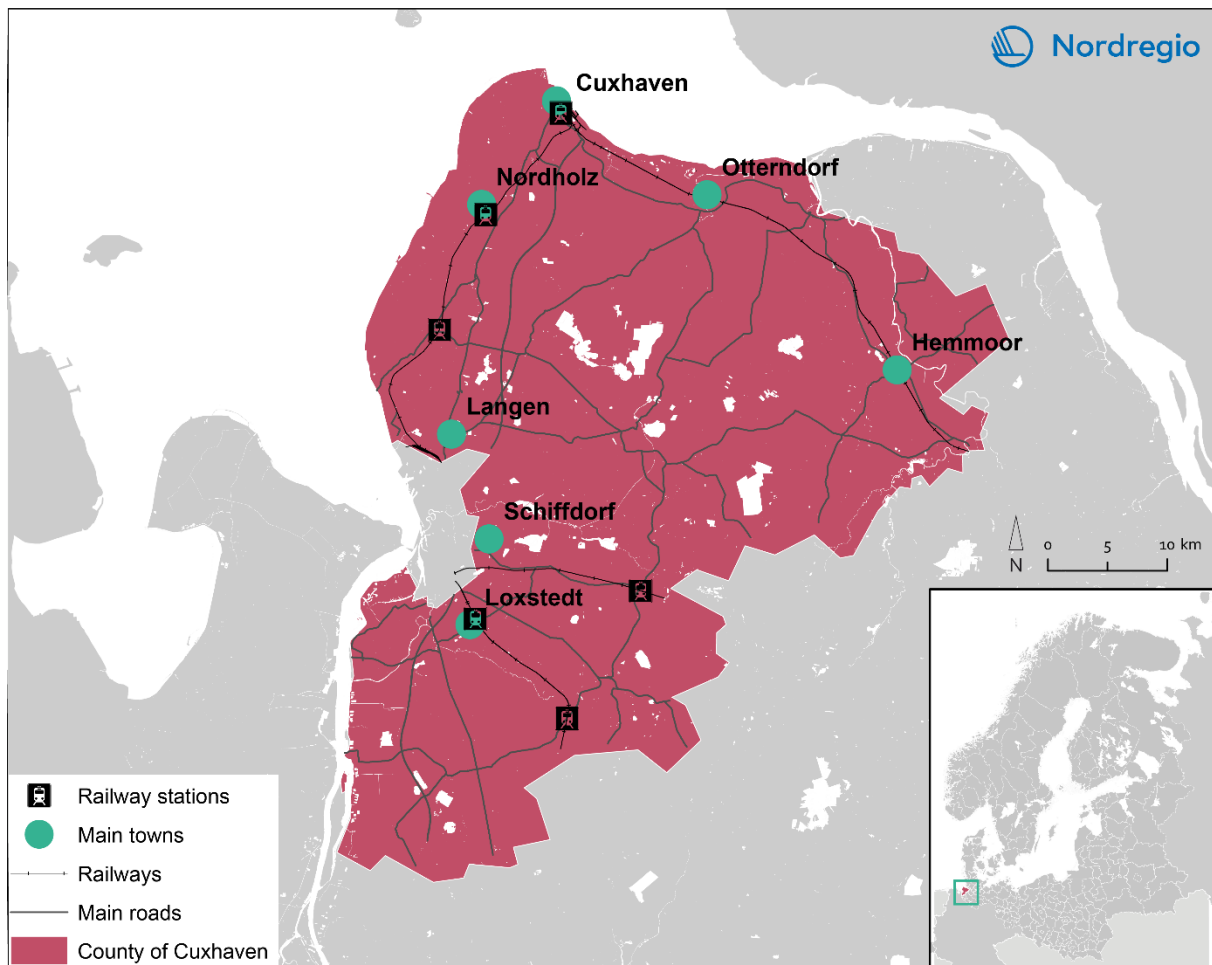 Nordregio
Cuxhaven
Nordholz
Otterndorf
Hemmoor
Langen
Schiffdorf
N
0 5 10 km
Loxstedt
Railway stations
Main towns
Railways
Main roads
County of Cuxhaven